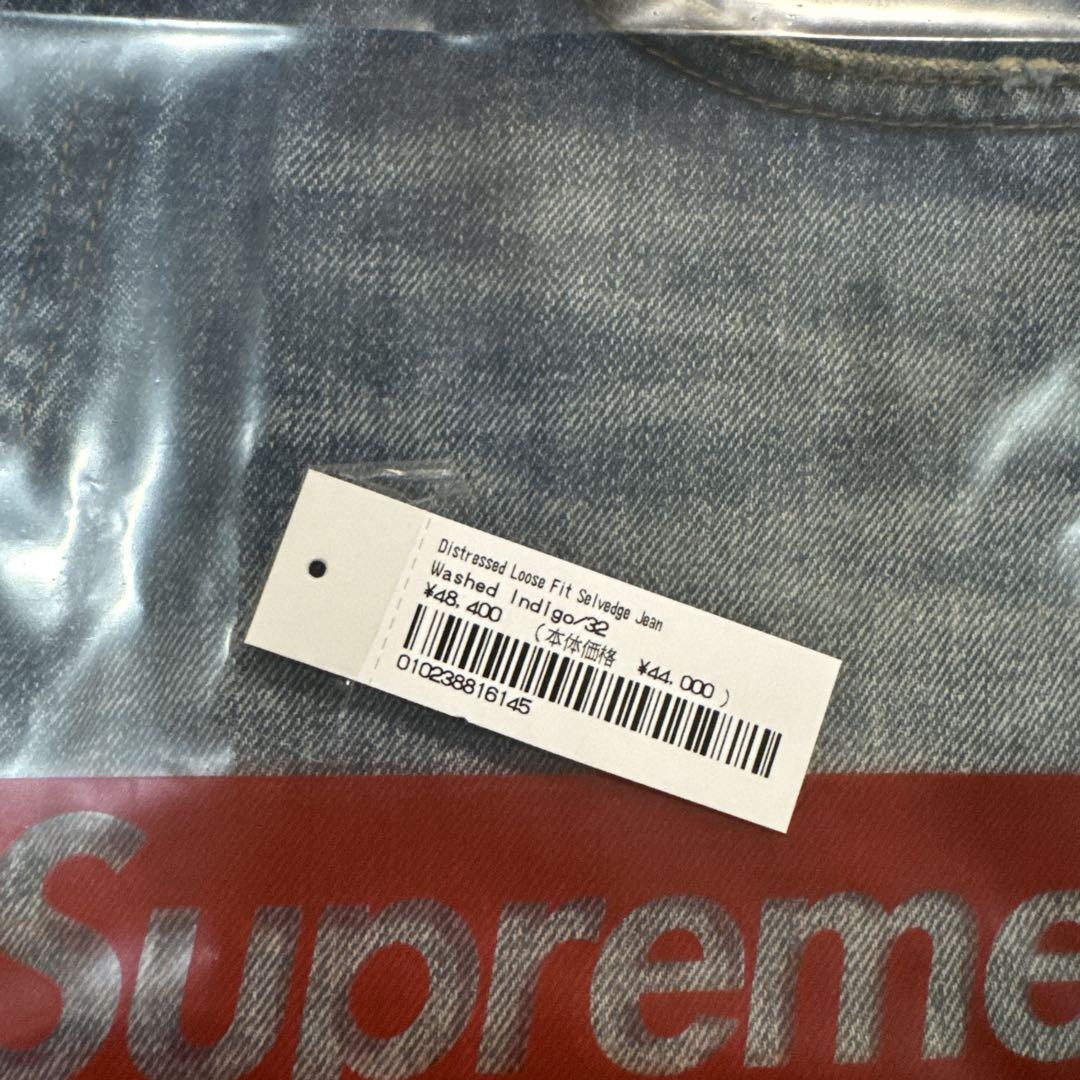 Distressed Loose Fit Selvedge Jean
Washed Indigo/32
¥48,400 (本体価格 ¥44,000)
010238816145
Supreme